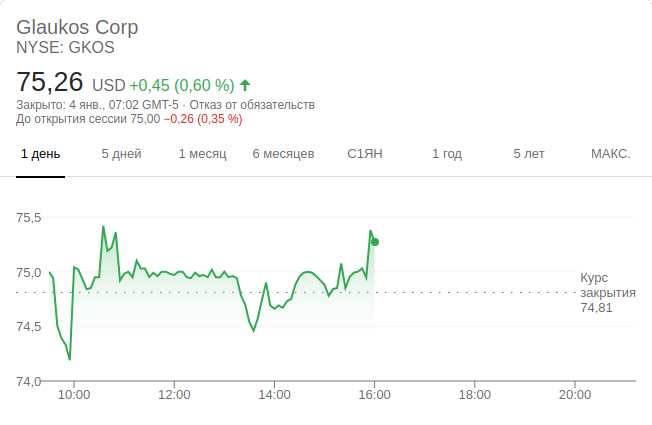 Glaukos Corp
NYSE: GKOS
75,26 USD +0,45 (0,60 %)
Закрыто: 4 янв., 07:02 GMT-5 · Отказ от обязательств
До открытия сессии 75,00 −0,26 (0,35 %)
1 день 5 дней 1 месяц 6 месяцев С1ЯН 1 год 5 лет МАКС.
75,5
75,0
Курс
закрытия
74,81
74,5
74,0
10:00 12:00 14:00 16:00 18:00 20:00